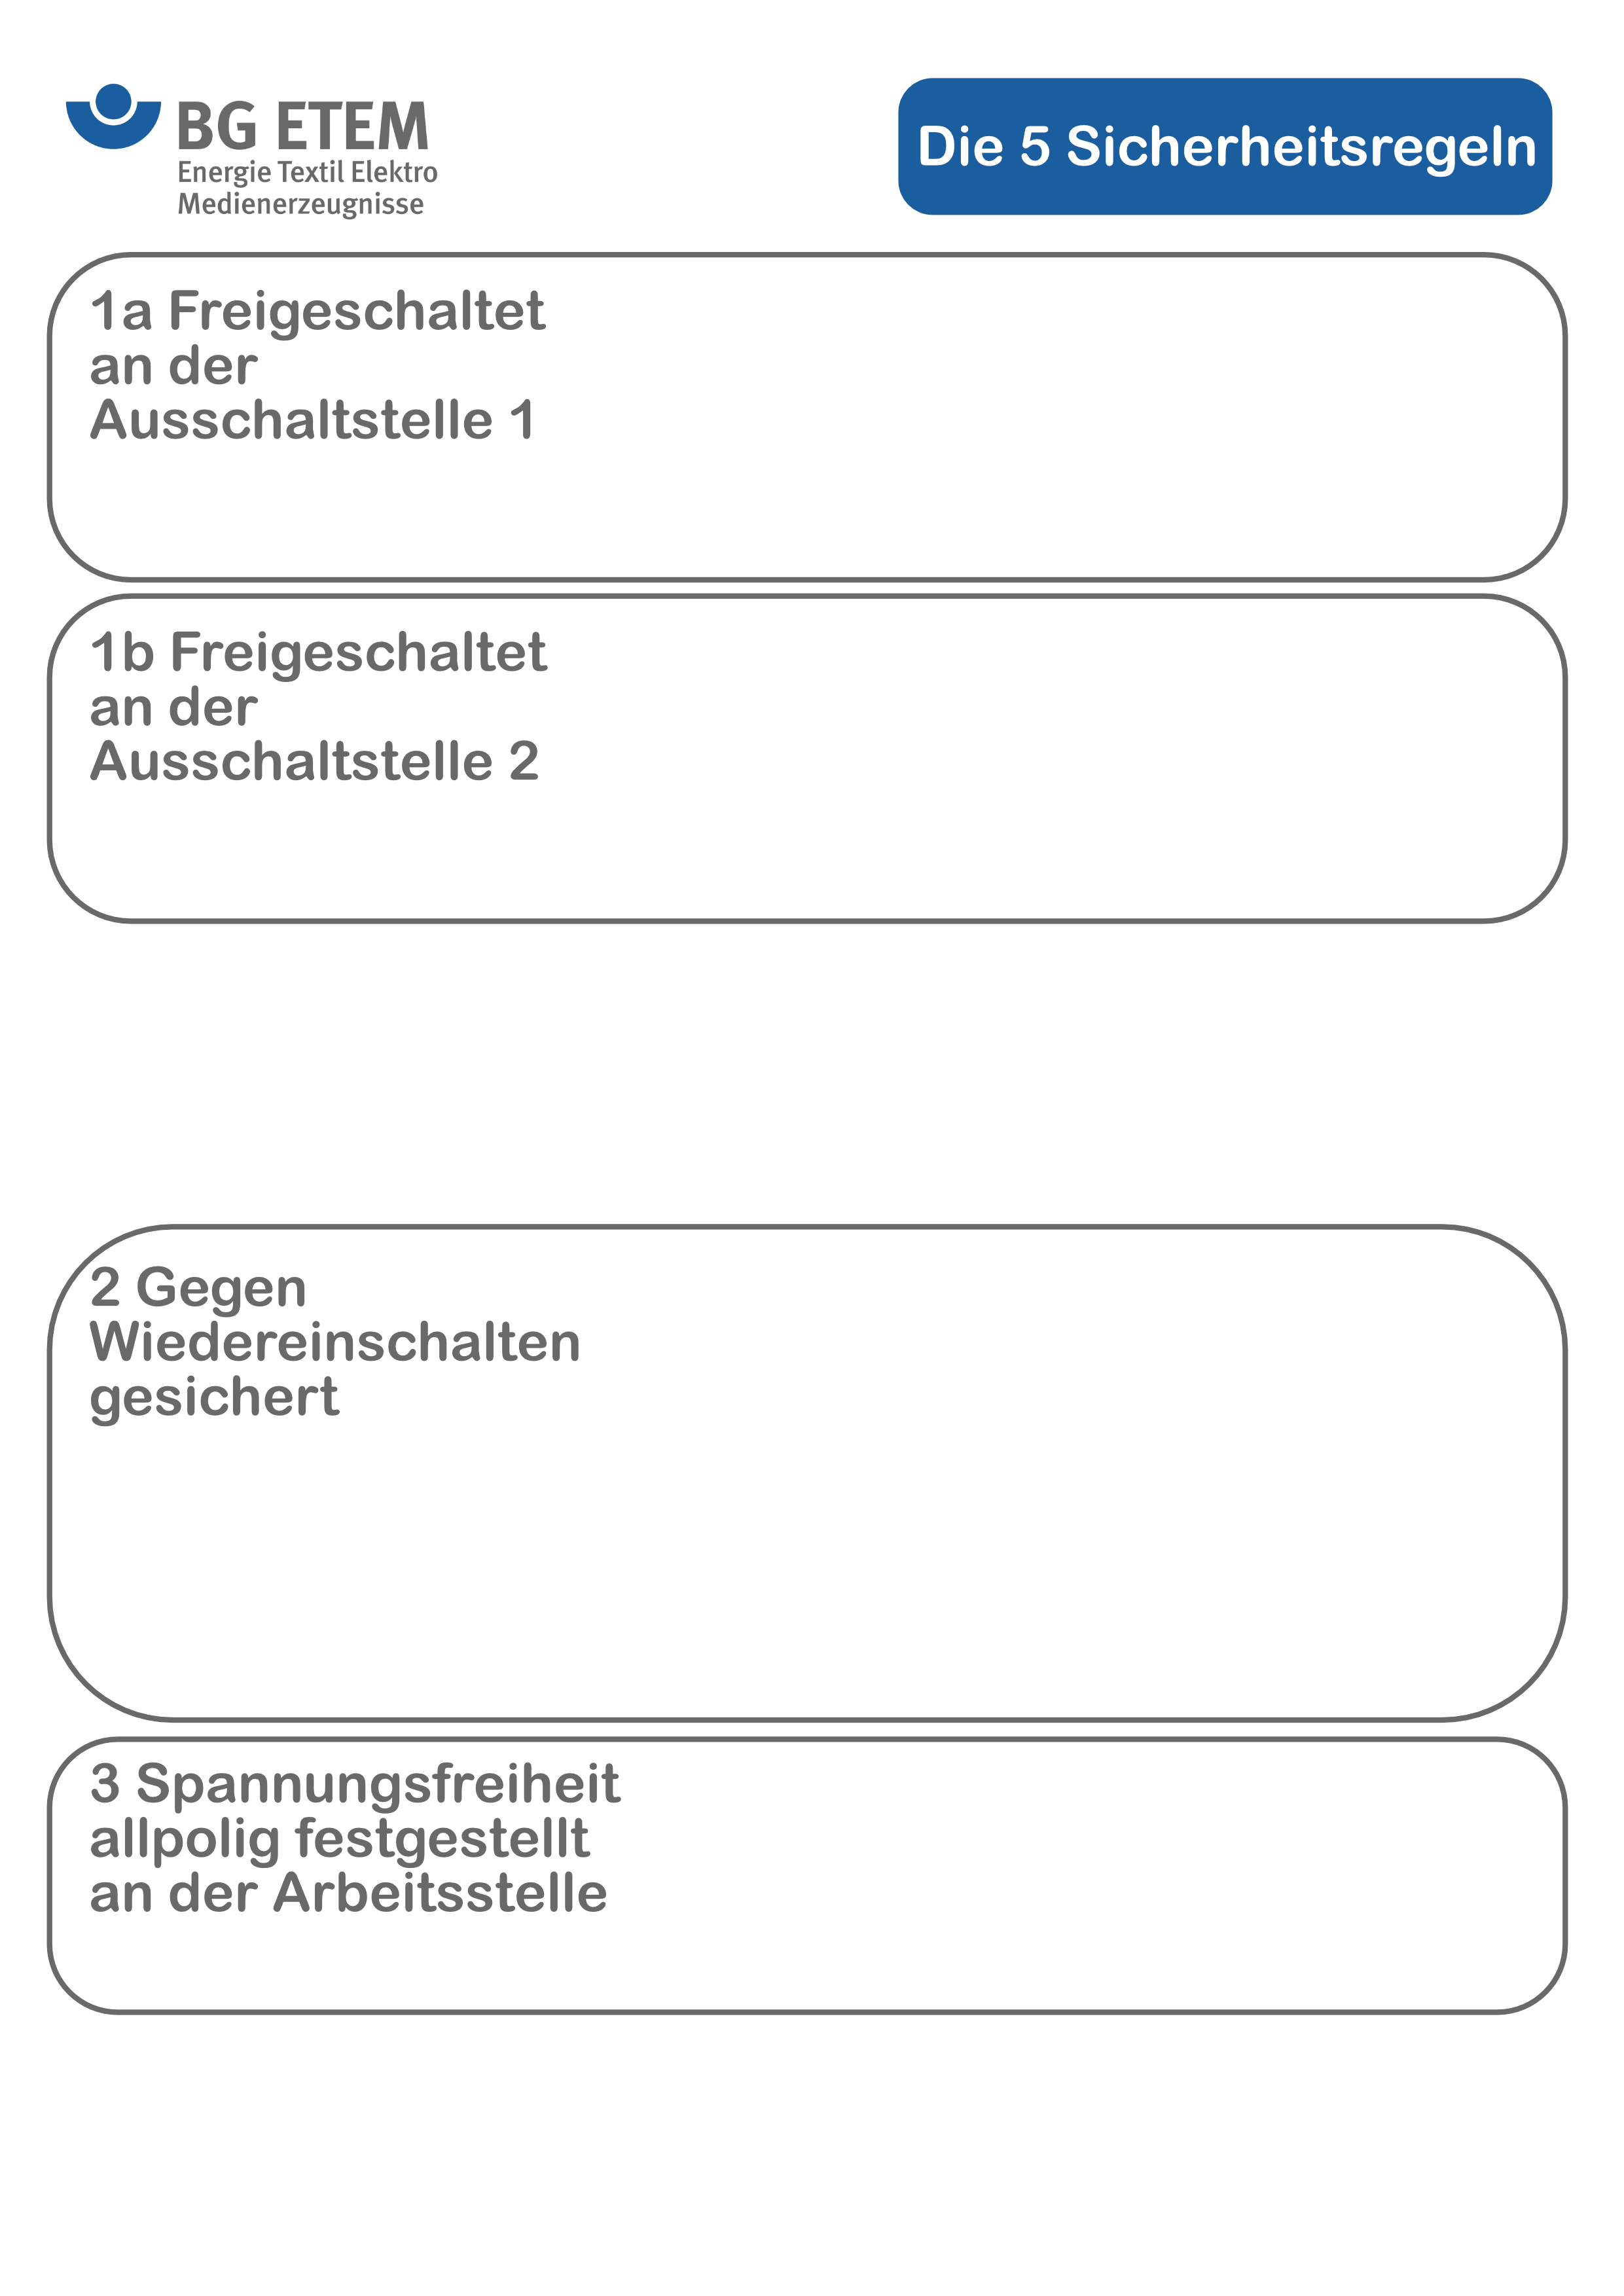 BG ETEM
Energie Textil Elektro
Medienerzeugnisse
Die 5 Sicherheitsregeln
1a Freigeschaltet
an der
Ausschaltstelle 1
1b Freigeschaltet
an der
Ausschaltstelle 2
2 Gegen
Wiedereinschalten
gesichert
3 Spannungsfreiheit
allpolig festgestellt
an der Arbeitsstelle